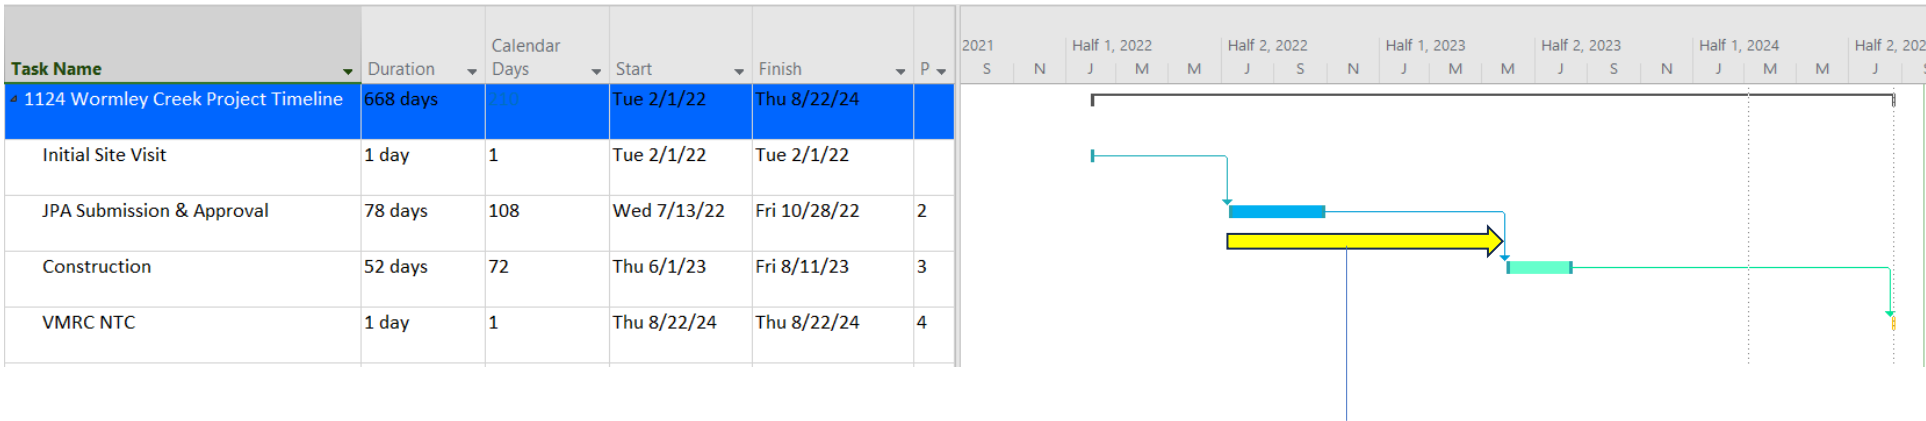 Task Name Duration Calendar Days Start Finish P
2021 Half 1, 2022 Half 2, 2022 Half 1, 2023 Half 2, 2023 Half 1, 2024 Half 2, 202
S N J M M J S N J M M J S N J M M J S
1124 Wormley Creek Project Timeline 668 days Tue 2/1/22 Thu 8/22/24
Initial Site Visit 1 day 1 Tue 2/1/22 Tue 2/1/22
JPA Submission & Approval 78 days 108 Wed 7/13/22 Fri 10/28/22 2
Construction 52 days 72 Thu 6/1/23 Fri 8/11/23 3
VMRC NTC 1 day 1 Thu 8/22/24 Thu 8/22/24 4